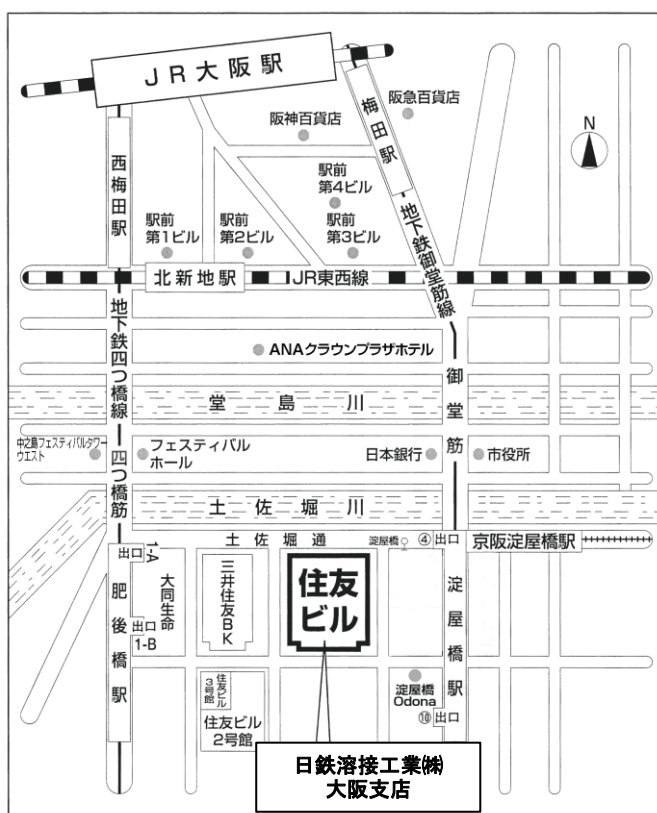 JR大阪駅
阪急百貨店
梅田駅
阪神百貨店
N
西梅田駅
駅前
第4ビル
駅前
第1ビル
駅前
第2ビル
駅前
第3ビル
地下鉄御堂筋線
北新地駅
JR東西線
地下鉄四つ橋線
ANAクラウンプラザホテル
御堂筋
堂島川
中之島フェスティバルタワー
ウエスト
四つ橋筋
フェスティバル
ホール
日本銀行
市役所
土佐堀川
土佐堀通
淀屋橋
④出口
京阪淀屋橋駅
出口
1-A
大同生命
三井住友BK
住友
ビル
淀屋橋駅
肥後橋駅
出口
1-B
住友ビル
3号館
住友ビル
2号館
淀屋橋
Odona
⑩出口
日鉄溶接工業㈱
大阪支店